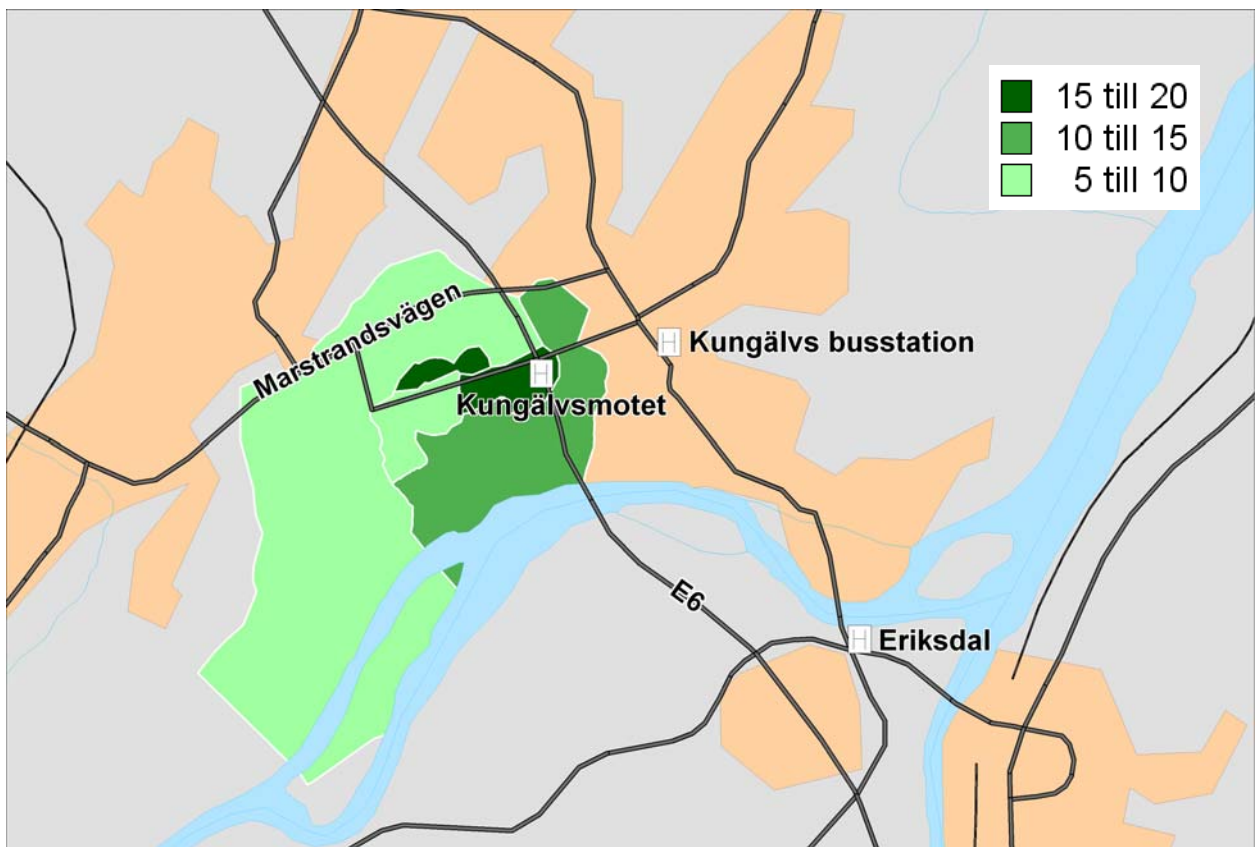 15 till 20
10 till 15
5 till 10
Marstrandsvägen
H Kungälvs busstation
H
Kungälvsmotet
E6
H Eriksdal